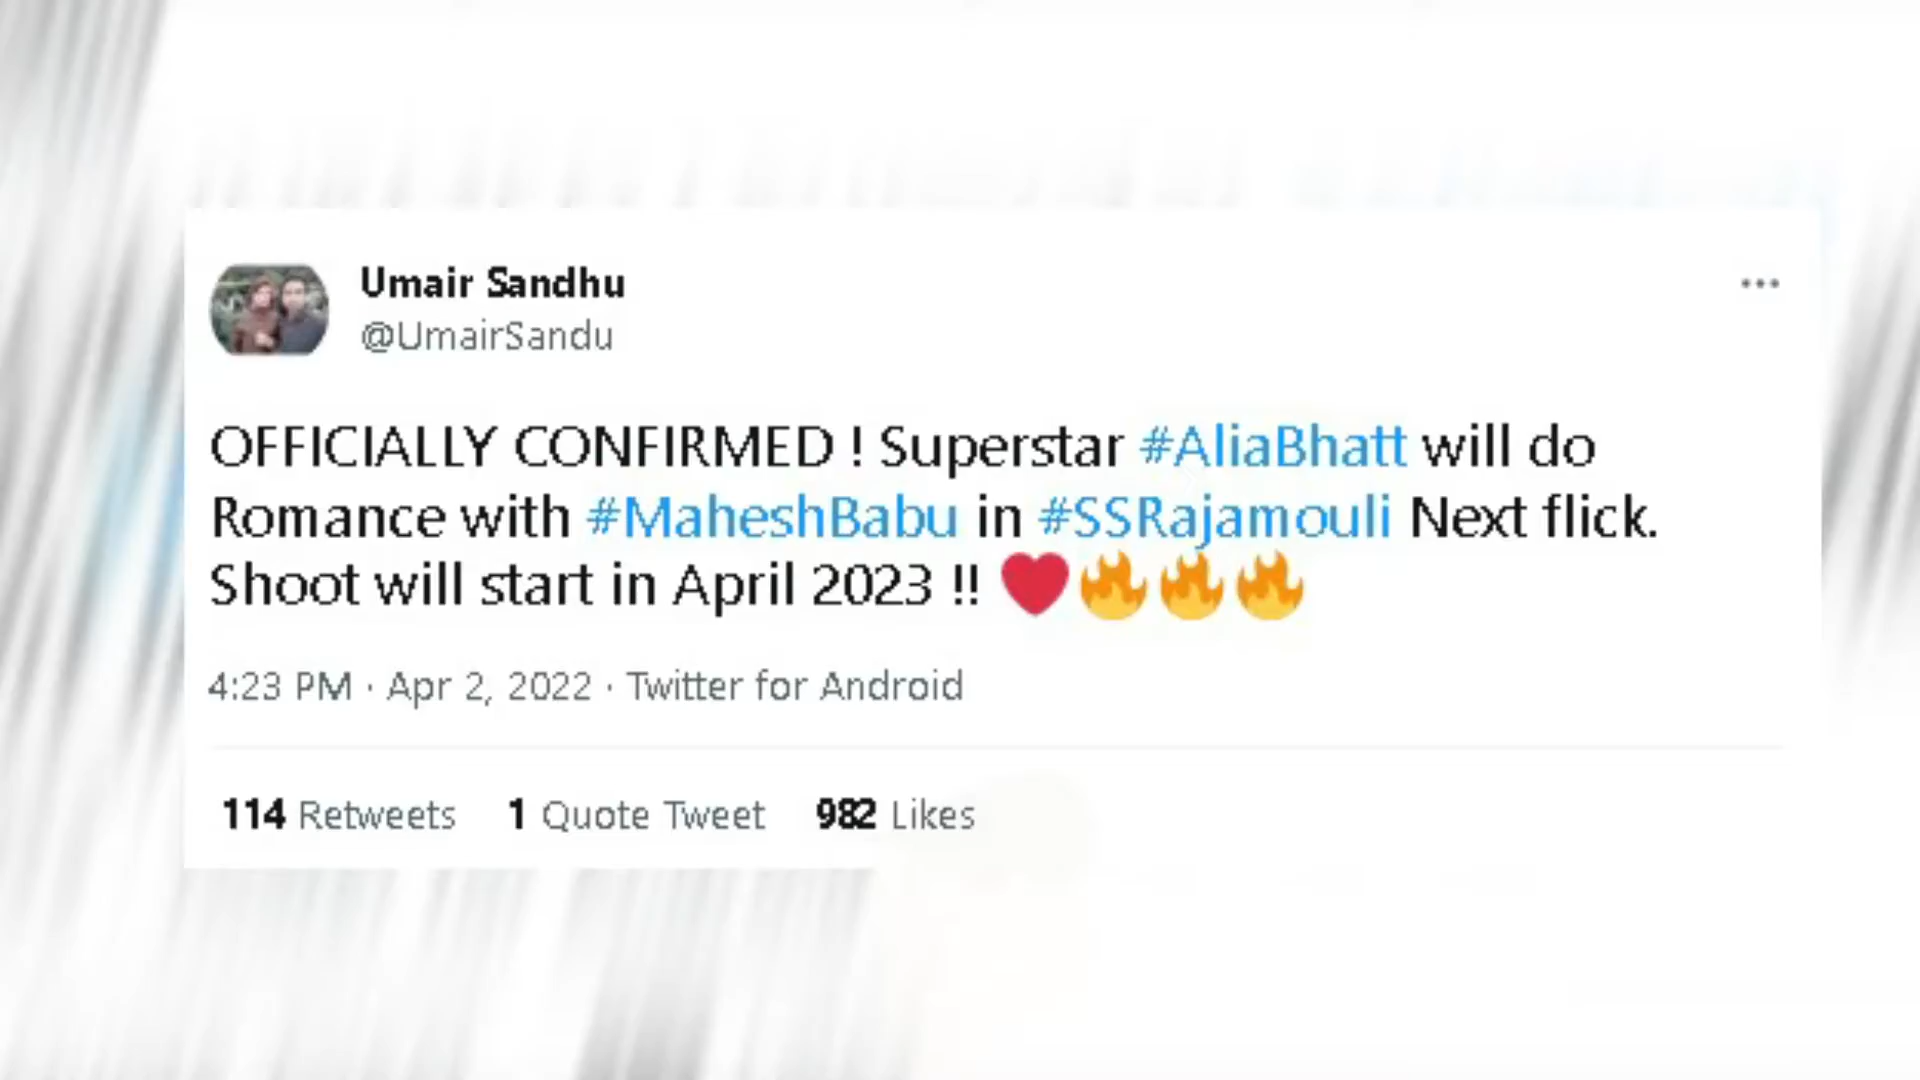 Umair Sandhu
@UmairSandu
OFFICIALLY CONFIRMED ! Superstar #AliaBhatt will do
Romance with #MaheshBabu in #SSRajamouli Next flick.
Shoot will start in April 2023 !! ❤️🔥🔥🔥
4:23 PM · Apr 2, 2022 · Twitter for Android
114 Retweets 1 Quote Tweet 982 Likes